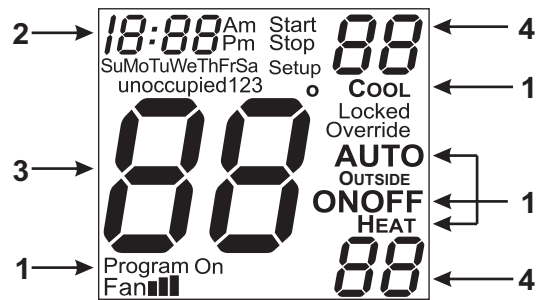 2 18:88 Am Start 88 4
Pm Stop
SuMoTuWeThFrSa Setup
unoccupied123 o COOL 1
Locked
Override
3 88 AUTO
OUTSIDE
ONOFF 1
HEAT
1 Program On 88 4
Fan